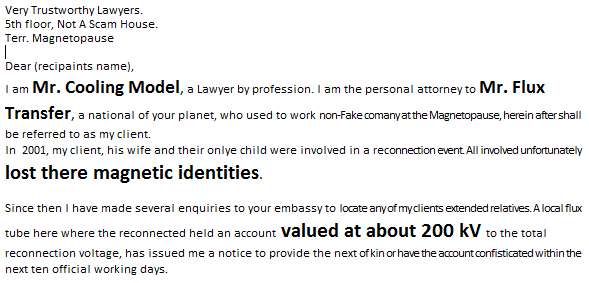 Very Trustworthy Lawyers.
5th floor, Not A Scam House.
Terr. Magnetopause
Dear (recipaints name),
I am Mr. Cooling Model, a Lawyer by profession. I am the personal attorney to Mr. Flux
Transfer, a national of your planet, who used to work non-Fake comany at the Magnetopause, herein after shall
be referred to as my client.
In 2001, my client, his wife and their onlye child were involved in a reconnection event. All involved unfortunately
lost there magnetic identities.
Since then I have made several enquiries to your embassy to locate any of my clients extended relatives. A local flux
tube here where the reconnected held an account valued at about 200 kV to the total
reconnection voltage, has issued me a notice to provide the next of kin or have the account confisticated within the
next ten official working days.